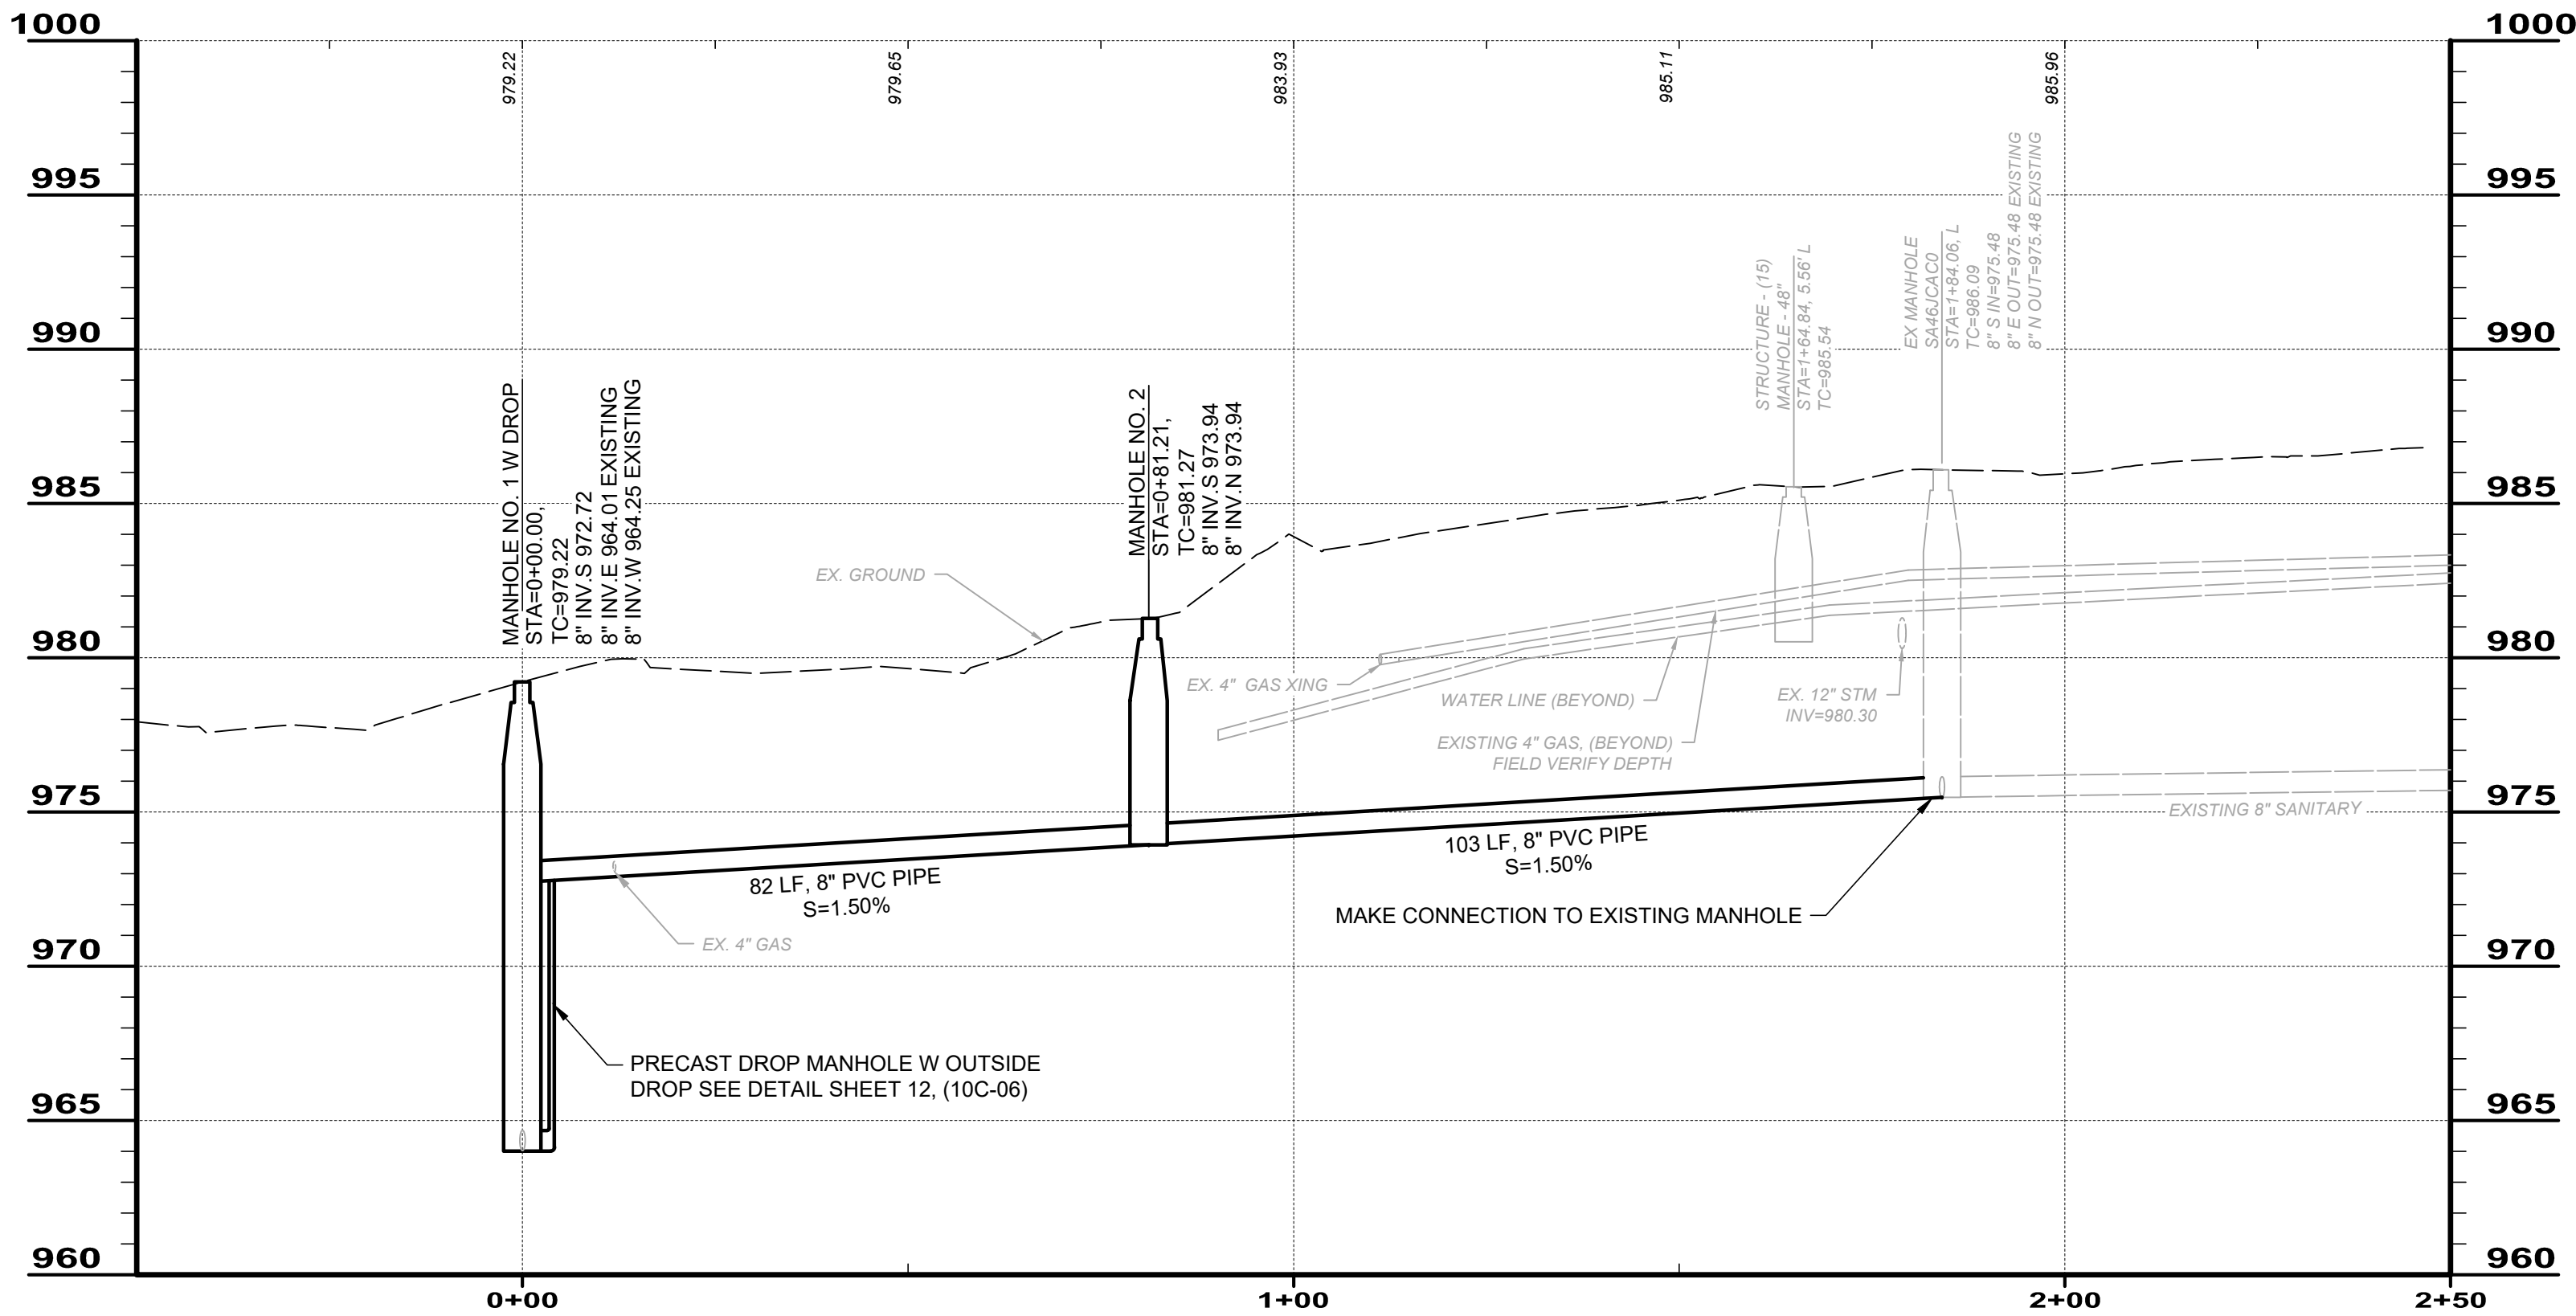 1000
1000
979.22
979.65
983.93
985.11
985.96
995
995
990
990
985
985
980
980
975
975
970
970
965
965
960
960
MANHOLE NO. 1 W DROP
STA=0+00.00,
TC=979.22
8" INV.S 972.72
8" INV.E 964.01 EXISTING
8" INV.W 964.25 EXISTING
MANHOLE NO. 2
STA=0+81.21,
TC=981.27
8" INV.S 973.94
8" INV.N 973.94
STRUCTURE - (15)
MANHOLE - 48"
STA=1+64.84, 5.56' L
TC=985.54
EX MANHOLE
SA46JCAC0
STA=1+84.06, L
TC=986.09
8" S IN=975.48
8" E OUT=975.48 EXISTING
8" N OUT=975.48 EXISTING
EX. GROUND
EX. 4" GAS XING
WATER LINE (BEYOND)
EX. 12" STM
INV=980.30
EXISTING 4" GAS, (BEYOND)
FIELD VERIFY DEPTH
EXISTING 8" SANITARY
103 LF, 8" PVC PIPE
S=1.50%
82 LF, 8" PVC PIPE
S=1.50%
MAKE CONNECTION TO EXISTING MANHOLE
EX. 4" GAS
PRECAST DROP MANHOLE W OUTSIDE
DROP SEE DETAIL SHEET 12, (10C-06)
0+00
1+00
2+00
2+50